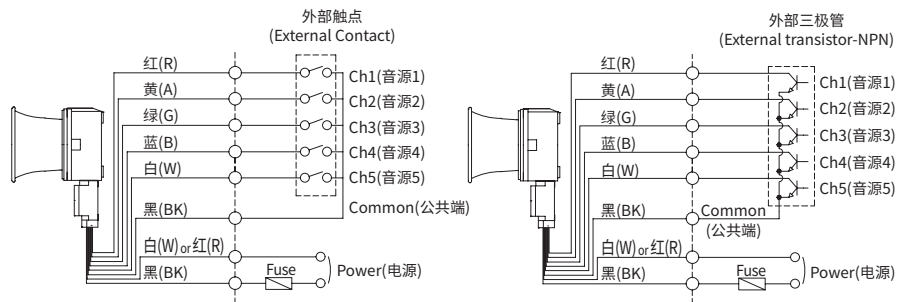 外部触点
(External Contact)
红(R)
黄(A)
绿(G)
蓝(B)
白(W)
黑(BK)
白(W) or 红(R)
黑(BK)
Ch1(音源1)
Ch2(音源2)
Ch3(音源3)
Ch4(音源4)
Ch5(音源5)
Common(公共端)
Fuse
Power(电源)
外部三极管
(External transistor-NPN)
红(R)
黄(A)
绿(G)
蓝(B)
白(W)
黑(BK)
白(W) or 红(R)
黑(BK)
Ch1(音源1)
Ch2(音源2)
Ch3(音源3)
Ch4(音源4)
Ch5(音源5)
Common
(公共端)
Fuse
Power(电源)